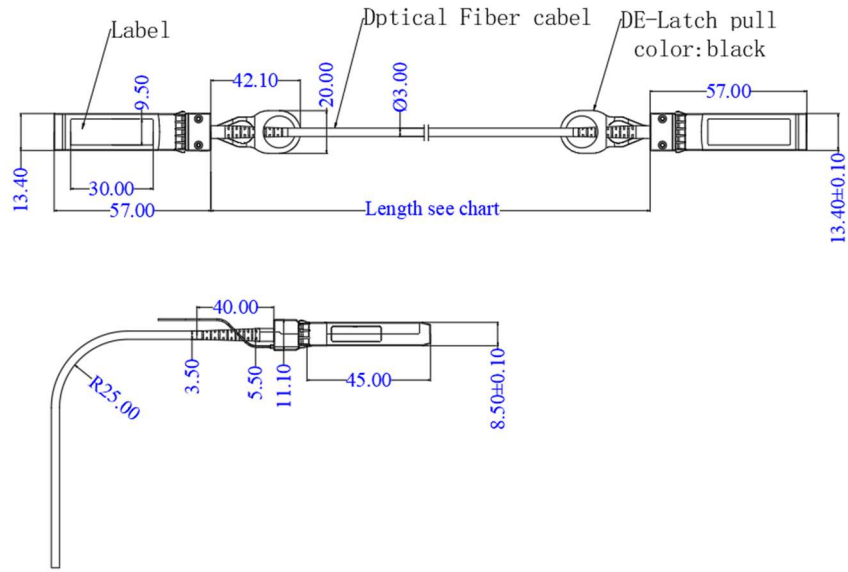 Label
Dptical Fiber cabel
DE-Latch pull
color:black
9.50
42.10
20.00
Ø3.00
57.00
13.40
30.00
57.00
Length see chart
13.40±0.10
40.00
3.50
5.50
11.10
45.00
8.50±0.10
R25.00